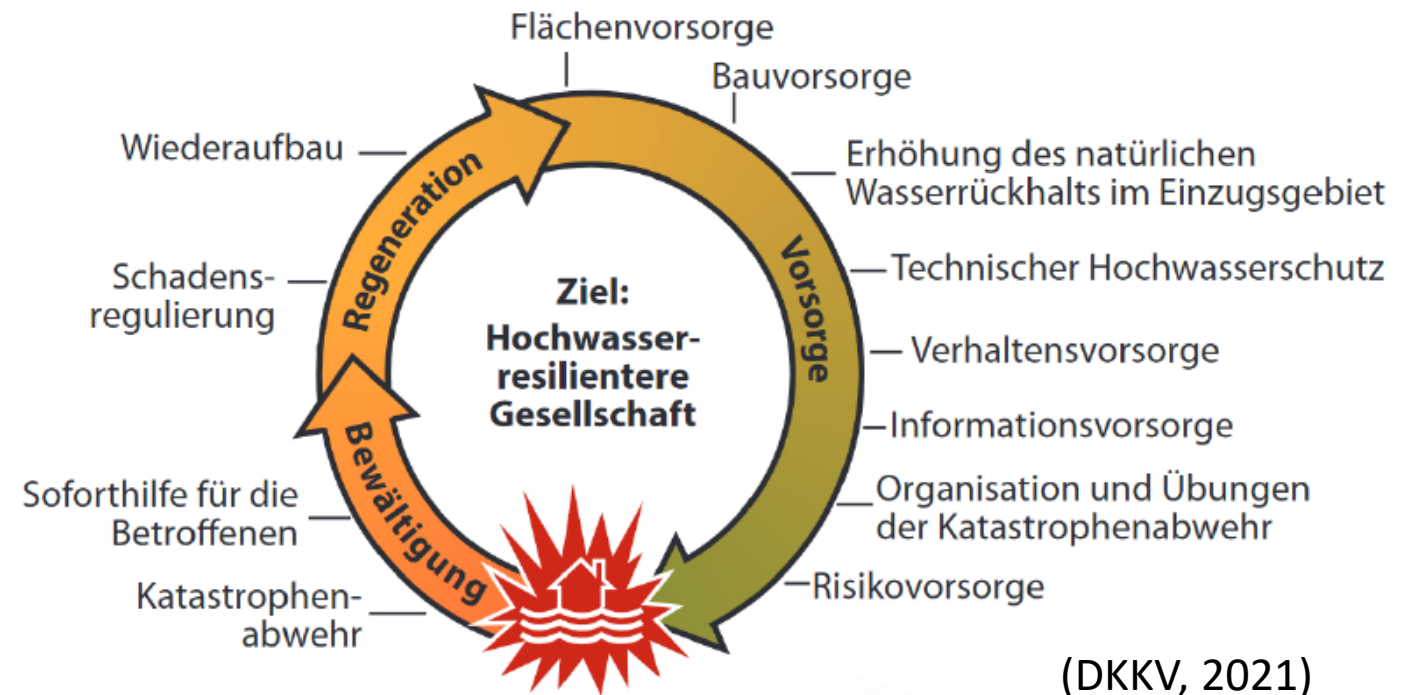 Flächenvorsorge
Bauvorsorge
Erhöhung des natürlichen
Wasserrückhalts im Einzugsgebiet
Technischer Hochwasserschutz
Verhaltensvorsorge
Informationsvorsorge
Organisation und Übungen
der Katastrophenabwehr
Risikovorsorge
Vorsorge
Katastrophen-
abwehr
Soforthilfe für die
Betroffenen
Bewältigung
Schadens-
regulierung
Wiederaufbau
Regeneration
Ziel:
Hochwasser-
resilientere
Gesellschaft
(DKKV, 2021)